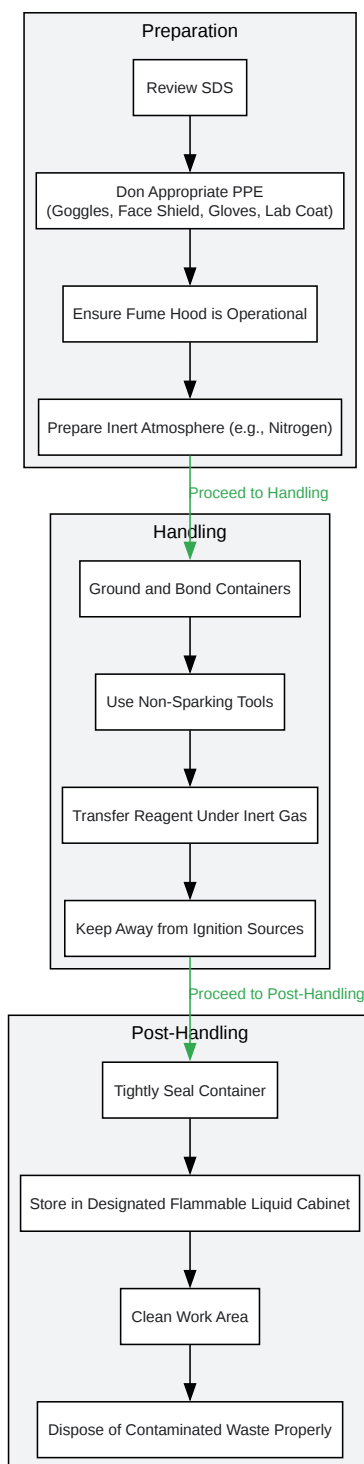 Preparation
Review SDS
Don Appropriate PPE
(Goggles, Face Shield, Gloves, Lab Coat)
Ensure Fume Hood is Operational
Prepare Inert Atmosphere (e.g., Nitrogen)
Proceed to Handling
Handling
Ground and Bond Containers
Use Non-Sparking Tools
Transfer Reagent Under Inert Gas
Keep Away from Ignition Sources
Proceed to Post-Handling
Post-Handling
Tightly Seal Container
Store in Designated Flammable Liquid Cabinet
Clean Work Area
Dispose of Contaminated Waste Properly